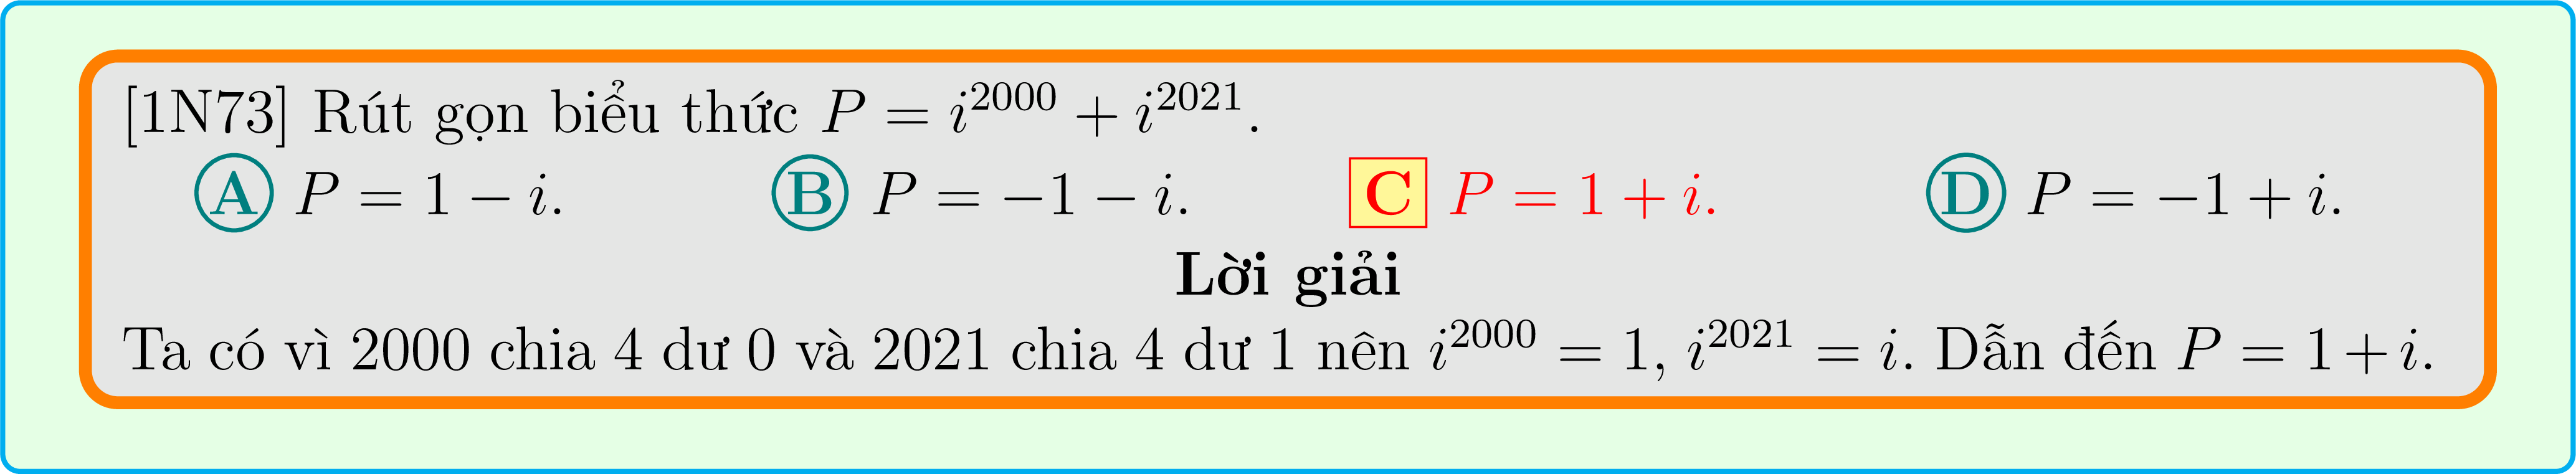 [1N73] Rút gọn biểu thức $P = i^{2000} + i^{2021}$.
A $P = 1 - i$. B $P = -1 - i$. C $P = 1 + i$. D $P = -1 + i$.
Lời giải
Ta có vì 2000 chia 4 dư 0 và 2021 chia 4 dư 1 nên $i^{2000} = 1$, $i^{2021} = i$. Dẫn đến $P = 1 + i$.